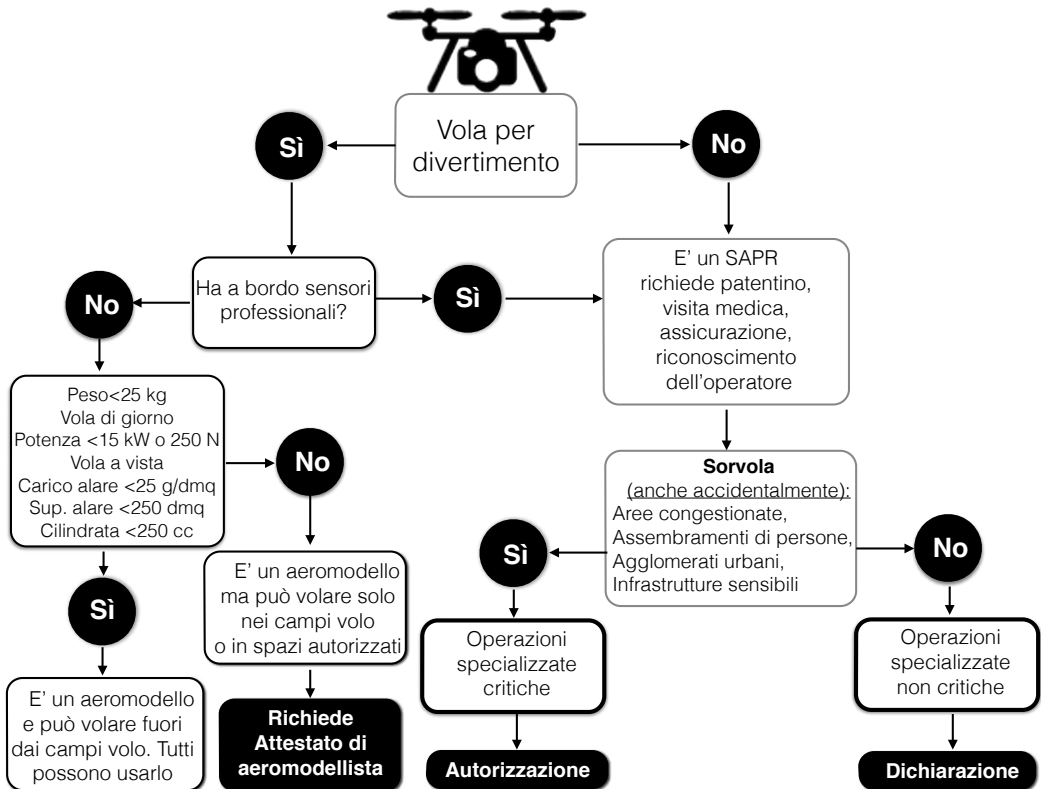 Vola per
divertimento
Sì
No
Ha a bordo sensori
professionali?
No
Sì
E' un SAPR
richiede patentino,
visita medica,
assicurazione,
riconoscimento
dell'operatore
Peso<25 kg
Vola di giorno
Potenza <15 kW o 250 N
Vola a vista
Carico alare <25 g/dmq
Sup. alare <250 dmq
Cilindrata <250 cc
No
Sì
E' un aeromodello
ma può volare solo
nei campi volo
o in spazi autorizzati
E' un aeromodello
e può volare fuori
dai campi volo. Tutti
possono usarlo
Richiede
Attestato di
aeromodellista
Sorvola
(anche accidentalmente):
Aree congestionate,
Assembramenti di persone,
Agglomerati urbani,
Infrastrutture sensibili
Sì
No
Operazioni
specializzate
critiche
Operazioni
specializzate
non critiche
Autorizzazione
Dichiarazione